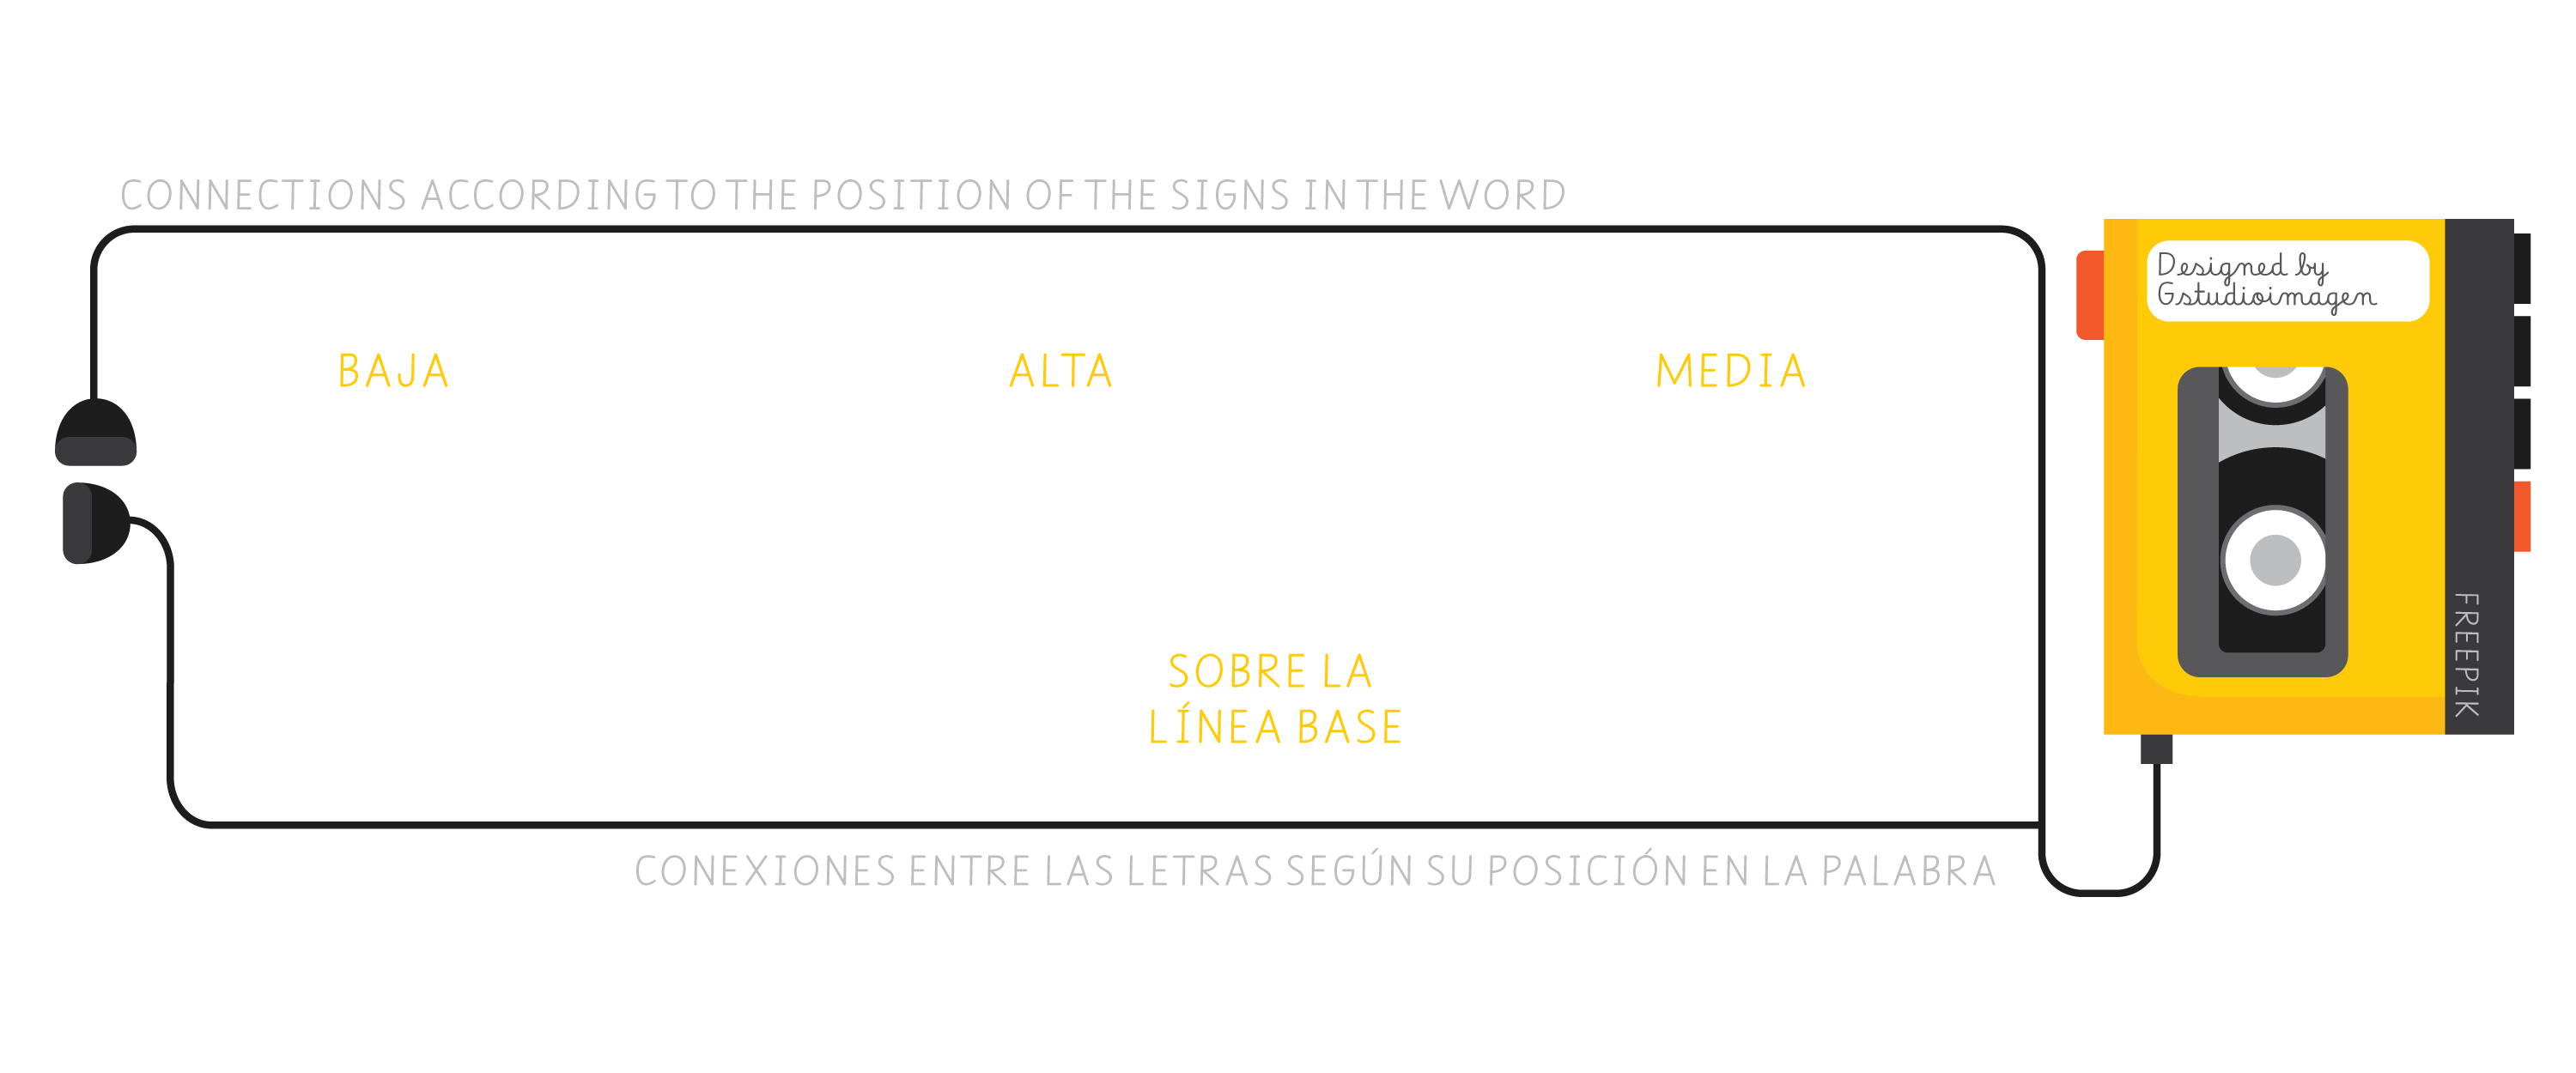 CONNECTIONS ACCORDING TO THE POSITION OF THE SIGNS IN THE WORD
Designed by
Gstudioimagen
BAJA
ALTA
MEDIA
FREEPIK
SOBRE LA
LÍNEA BASE
CONEXIONES ENTRE LAS LETRAS SEGÚN SU POSICIÓN EN LA PALABRA